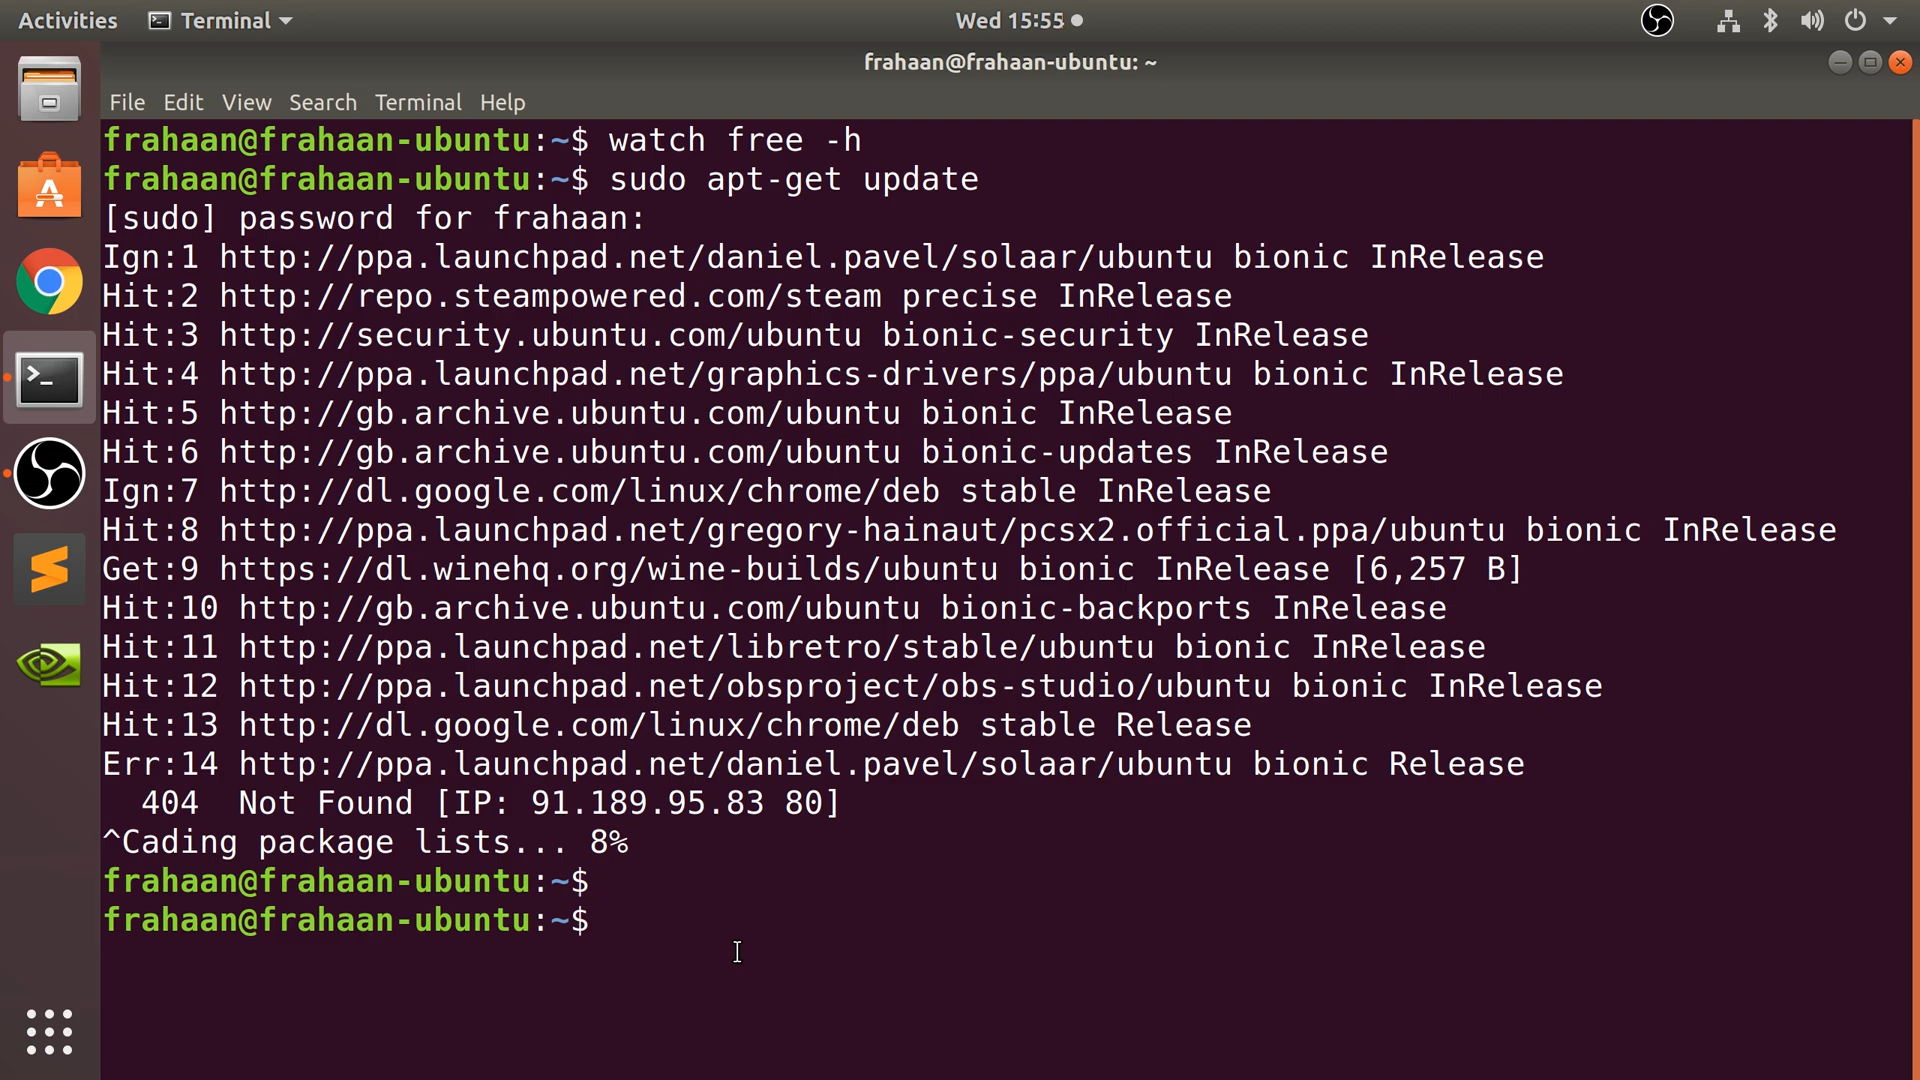 Activities Terminal Wed 15:55
frahaan@frahaan-ubuntu: ~
File Edit View Search Terminal Help
frahaan@frahaan-ubuntu:~$ watch free -h
frahaan@frahaan-ubuntu:~$ sudo apt-get update
[sudo] password for frahaan:
Ign:1 http://ppa.launchpad.net/daniel.pavel/solaar/ubuntu bionic InRelease
Hit:2 http://repo.steampowered.com/steam precise InRelease
Hit:3 http://security.ubuntu.com/ubuntu bionic-security InRelease
Hit:4 http://ppa.launchpad.net/graphics-drivers/ppa/ubuntu bionic InRelease
Hit:5 http://gb.archive.ubuntu.com/ubuntu bionic InRelease
Hit:6 http://gb.archive.ubuntu.com/ubuntu bionic-updates InRelease
Ign:7 http://dl.google.com/linux/chrome/deb stable InRelease
Hit:8 http://ppa.launchpad.net/gregory-hainaut/pcsx2.official.ppa/ubuntu bionic InRelease
Get:9 https://dl.winehq.org/wine-builds/ubuntu bionic InRelease [6,257 B]
Hit:10 http://gb.archive.ubuntu.com/ubuntu bionic-backports InRelease
Hit:11 http://ppa.launchpad.net/libretro/stable/ubuntu bionic InRelease
Hit:12 http://ppa.launchpad.net/obsproject/obs-studio/ubuntu bionic InRelease
Hit:13 http://dl.google.com/linux/chrome/deb stable Release
Err:14 http://ppa.launchpad.net/daniel.pavel/solaar/ubuntu bionic Release
  404  Not Found [IP: 91.189.95.83 80]
^Cading package lists... 8%
frahaan@frahaan-ubuntu:~$
frahaan@frahaan-ubuntu:~$